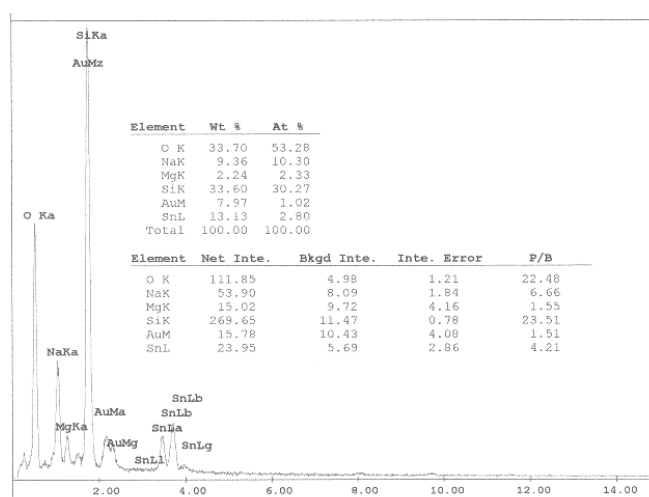 SiKa
AuMz
Element Wt % At %
O K 33.70 53.28
NaK 9.36 10.30
MgK 2.24 2.33
SiK 33.60 30.27
AuM 7.97 1.02
SnL 13.13 2.80
Total 100.00 100.00
O Ka
Element Net Inte. Bkgd Inte. Inte. Error P/B
O K 111.85 4.98 1.21 22.48
NaK 53.90 8.09 1.84 6.66
MgK 15.02 9.72 4.16 1.55
SiK 269.65 11.47 0.78 23.51
AuM 15.78 10.43 4.08 1.51
SnL 23.95 5.69 2.86 4.21
NaKa
SnLb
AuMa SnLb
MgKa SnLa
AuMg SnLg
SnLl
2.00 4.00 6.00 8.00 10.00 12.00 14.00